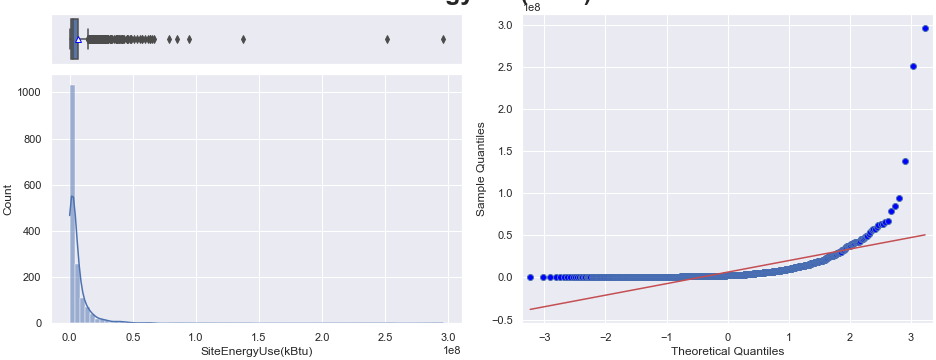 1e8
1000
800
600
400
200
0
Count
0.0 0.5 1.0 1.5 2.0 2.5 3.0
SiteEnergyUse(kBtu)
1e8
3.0
2.5
2.0
1.5
1.0
0.5
0.0
−0.5
Sample Quantiles
−3 −2 −1 0 1 2 3
Theoretical Quantiles